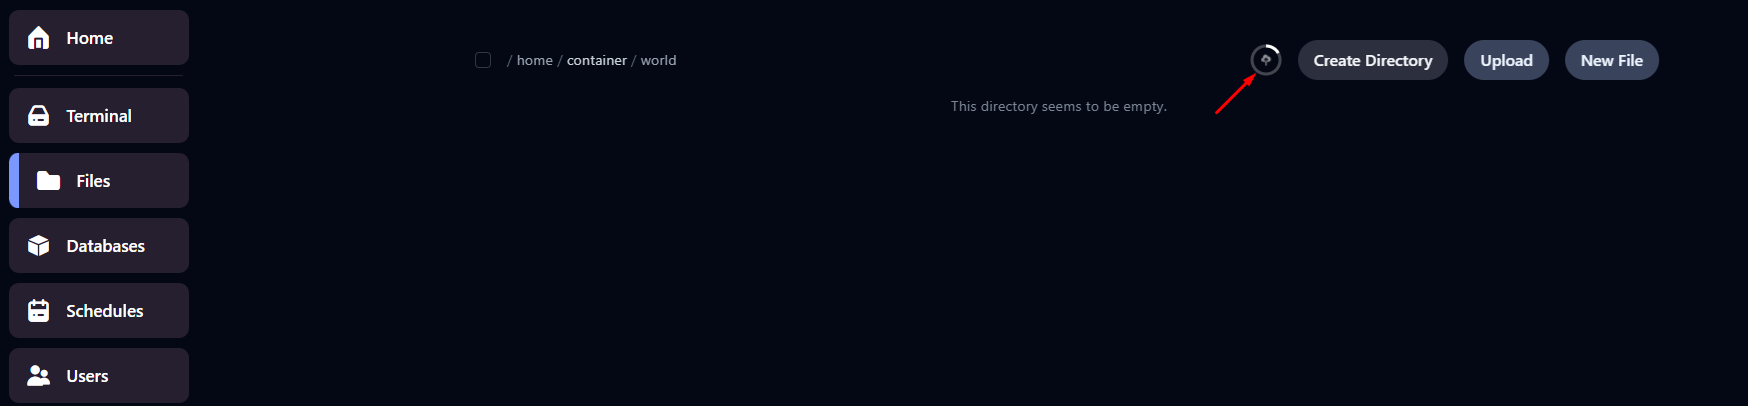 Home
Terminal
Files
Databases
Schedules
Users
/ home / container / world
Create Directory
Upload
New File
This directory seems to be empty.